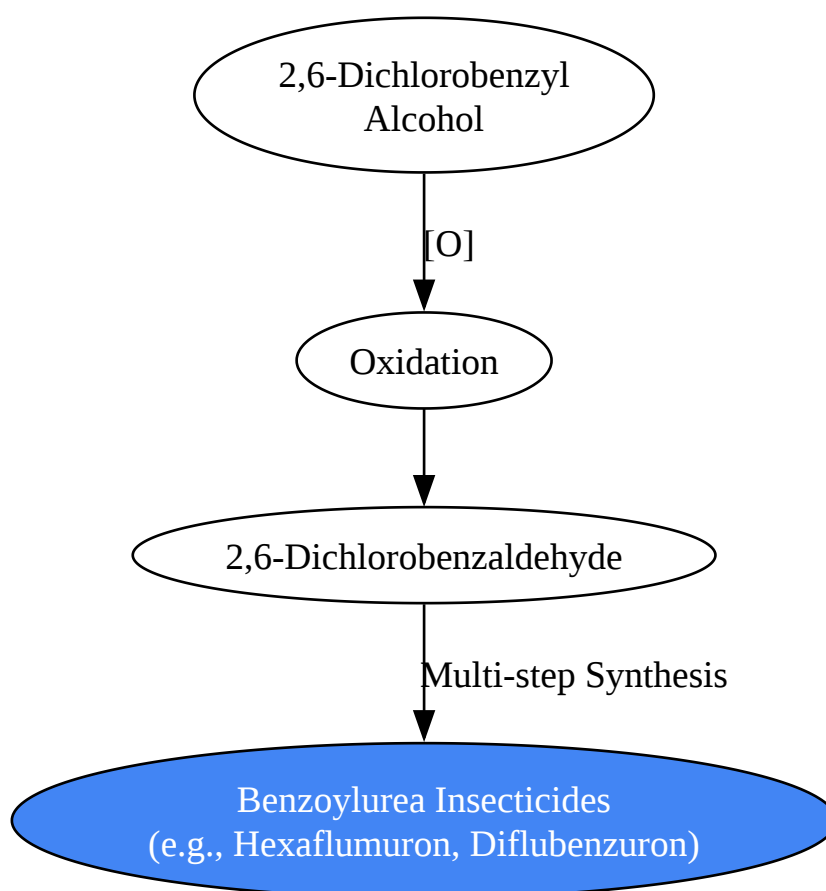 2,6-Dichlorobenzyl
Alcohol
[O]
Oxidation
2,6-Dichlorobenzaldehyde
Multi-step Synthesis
Benzoylurea Insecticides
(e.g., Hexaflumuron, Diflubenzuron)